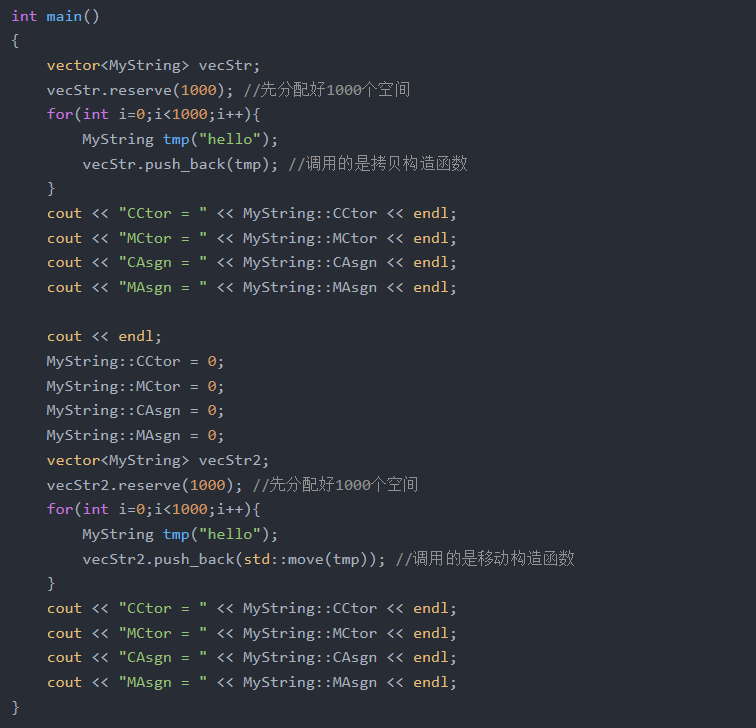 int main()
{
    vector<MyString> vecStr;
    vecStr.reserve(1000); //先分配好1000个空间
    for(int i=0;i<1000;i++){
        MyString tmp("hello");
        vecStr.push_back(tmp); //调用的是拷贝构造函数
    }
    cout << "CCtor = " << MyString::CCtor << endl;
    cout << "MCtor = " << MyString::MCtor << endl;
    cout << "CAsgn = " << MyString::CAsgn << endl;
    cout << "MAsgn = " << MyString::MAsgn << endl;

    cout << endl;
    MyString::CCtor = 0;
    MyString::MCtor = 0;
    MyString::CAsgn = 0;
    MyString::MAsgn = 0;
    vector<MyString> vecStr2;
    vecStr2.reserve(1000); //先分配好1000个空间
    for(int i=0;i<1000;i++){
        MyString tmp("hello");
        vecStr2.push_back(std::move(tmp)); //调用的是移动构造函数
    }
    cout << "CCtor = " << MyString::CCtor << endl;
    cout << "MCtor = " << MyString::MCtor << endl;
    cout << "CAsgn = " << MyString::CAsgn << endl;
    cout << "MAsgn = " << MyString::MAsgn << endl;
}